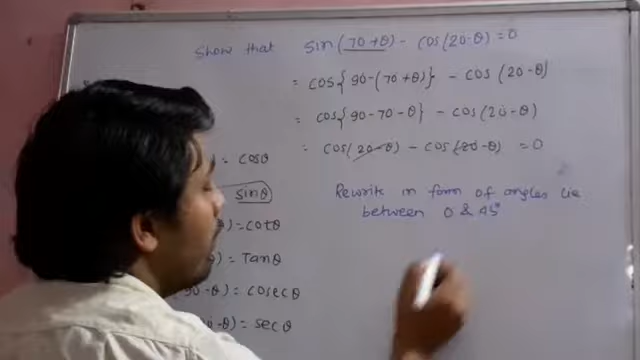 Show that sin(70+θ) - cos(20-θ) = 0
= cos{90-(70+θ)} - cos(20-θ)
= cos{90-70-θ} - cos(20-θ)
= cos(20-θ) - cos(20-θ) = 0
= cosθ
sinθ
) = cotθ
) = Tanθ
-θ) = cosecθ
-θ) = secθ
Rewrite in form of angles lie
between 0 & 45°